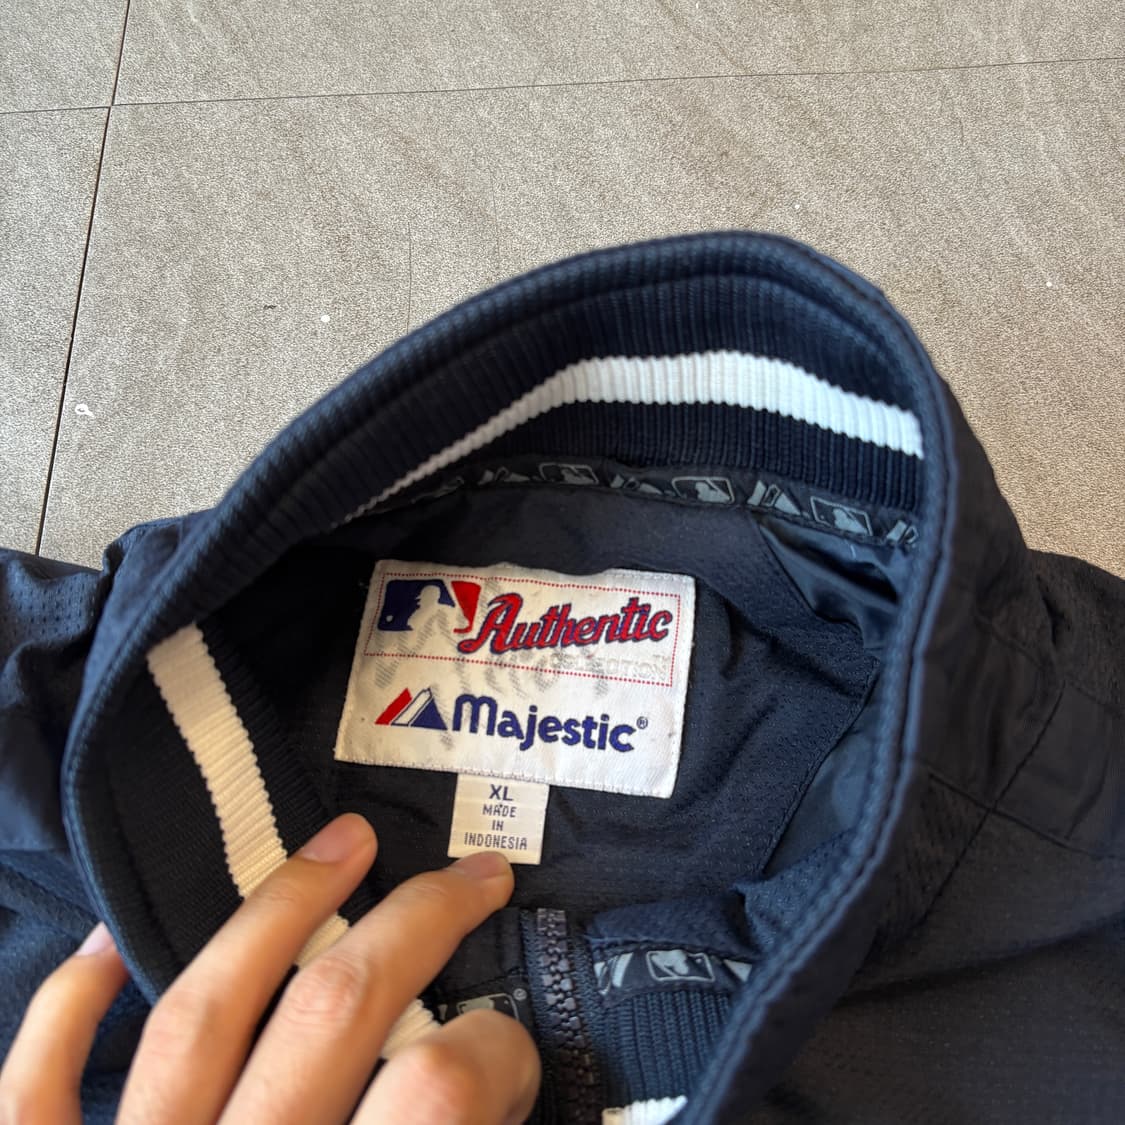 Authentic
COLLECTION
Majestic®
XL
MADE
IN
INDONESIA
®